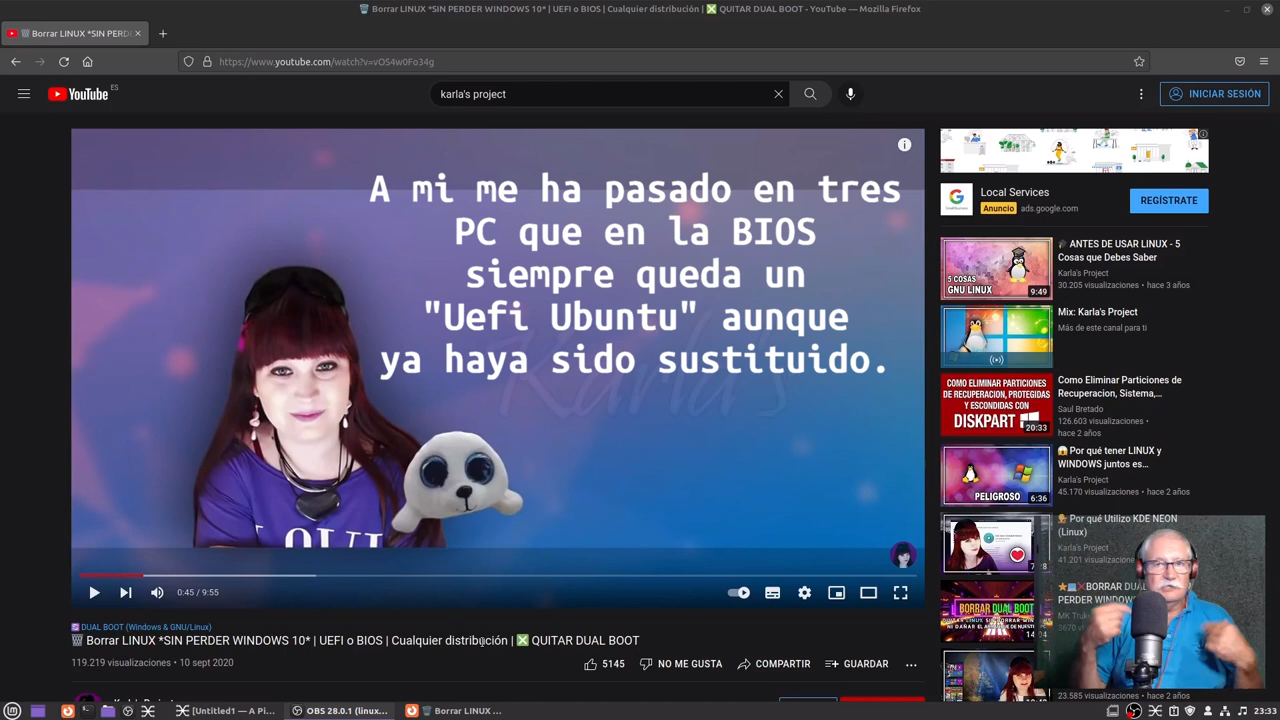 Borrar LINUX *SIN PERDER WINDOWS 10* | UEFI o BIOS | Cualquier distribución | ❎ QUITAR DUAL BOOT - YouTube — Mozilla Firefox
Borrar LINUX *SIN PERD
https://www.youtube.com/watch?v=vOS4w0Fo34g
YouTube ES
karla's project
INICIAR SESIÓN
A mi me ha pasado en tres
PC que en la BIOS
siempre queda un
"Uefi Ubuntu" aunque
ya haya sido sustituido.
Karla's
0:45 / 9:55
DUAL BOOT (Windows & GNU/Linux)
Borrar LINUX *SIN PERDER WINDOWS 10* | UEFI o BIOS | Cualquier distribución | ❎ QUITAR DUAL BOOT
119.219 visualizaciones • 10 sept 2020
5145
NO ME GUSTA
COMPARTIR
GUARDAR
Local Services
Anuncio ads.google.com
REGÍSTRATE
5 COSAS
GNU LINUX
9:49
ANTES DE USAR LINUX - 5
Cosas que Debes Saber
Karla's Project
30.205 visualizaciones • hace 3 años
Mix: Karla's Project
Más de este canal para ti
COMO ELIMINAR PARTICIONES
DE RECUPERACION, PROTEGIDAS
Y ESCONDIDAS CON
DISKPART
20:33
Como Eliminar Particiones de
Recuperacion, Sistema,...
Saul Bretado
126.603 visualizaciones •
hace 2 años
PELIGROSO
6:36
Por qué tener LINUX y
WINDOWS juntos es...
Karla's Project
45.170 visualizaciones • hace 2 años
Por qué Utilizo KDE NEON
(Linux)
Karla's Project
41.201 visualizaciones
BORRAR DUAL BOOT
BORRAR DUA
PERDER WINDOW
MK Truk
23.585 visualizaciones • hace 2 años
[Untitled1] — A Pi...
OBS 28.0.1 (linux...
Borrar LINUX ...
23:33